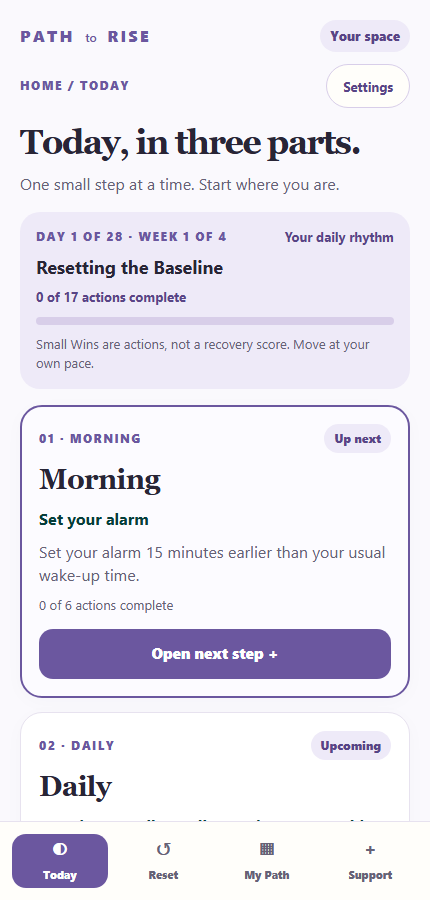 PATH to RISE
Your space
HOME / TODAY
Settings
Today, in three parts.
One small step at a time. Start where you are.
DAY 1 OF 28 · WEEK 1 OF 4
Your daily rhythm
Resetting the Baseline
0 of 17 actions complete
Small Wins are actions, not a recovery score. Move at your
own pace.
01 · MORNING
Up next
Morning
Set your alarm
Set your alarm 15 minutes earlier than your usual
wake-up time.
0 of 6 actions complete
Open next step +
02 · DAILY
Upcoming
Daily
Today
Reset
My Path
+
Support